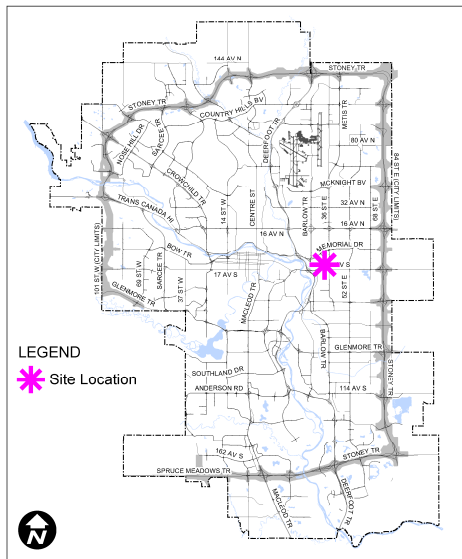 144 AV N
STONEY TR
STONEY TR
COUNTRY HILLS BV
DEERFOOT TR
METIS TR
NOSE HILL DR
SARCEE TR
80 AV N
CROWCHILD TR
84 ST E (CITY LIMITS)
MCKNIGHT BV
TRANS CANADA HI
14 ST W
CENTRE ST
BARLOW TR
36 ST E
32 AV N
68 ST E
16 AV N
16 AV N
MEMORIAL DR
BOW TR
101 ST W (CITY LIMITS)
69 ST W
SARCEE TR
37 ST W
17 AV S
V S
52 ST E
GLENMORE TR
MACLEOD TR
BARLOW TR
GLENMORE TR
STONEY TR
LEGEND
Site Location
SOUTHLAND DR
ANDERSON RD
114 AV S
162 AV S
STONEY TR
SPRUCE MEADOWS TR
MACLEOD TR
DEERFOOT TR
N